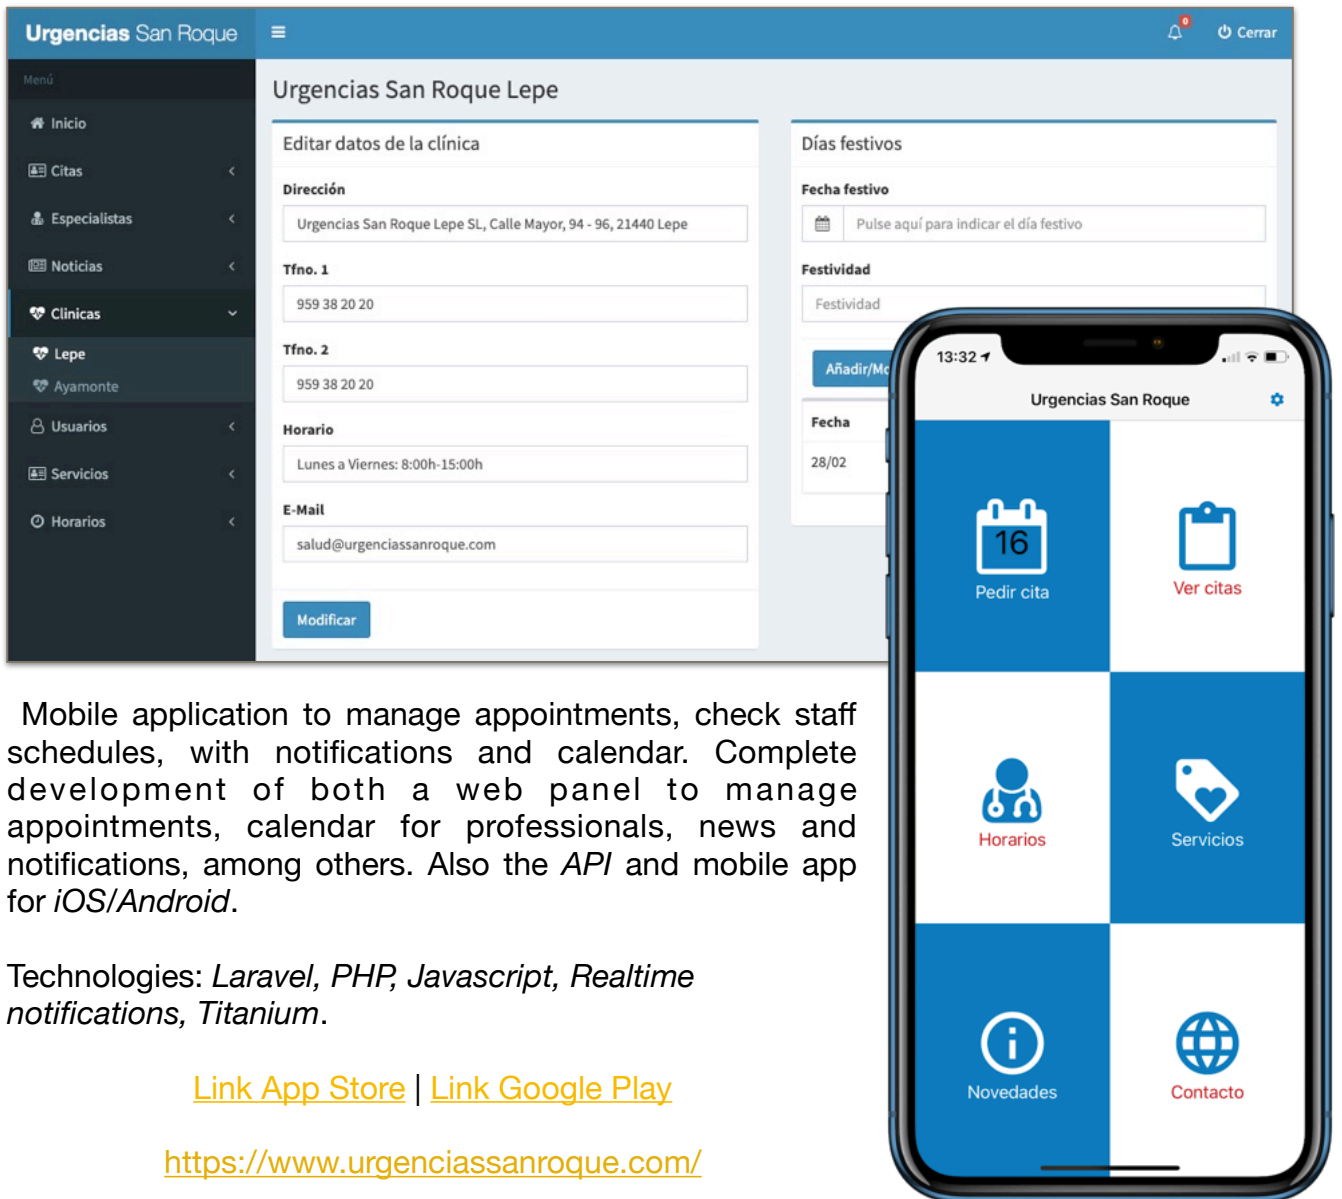 Urgencias San Roque
0
Cerrar
Menú
Inicio
Citas
Especialistas
Noticias
Clinicas
Lepe
Ayamonte
Usuarios
Servicios
Horarios
Urgencias San Roque Lepe
Editar datos de la clínica
Dirección
Urgencias San Roque Lepe SL, Calle Mayor, 94 - 96, 21440 Lepe
Tfno. 1
959 38 20 20
Tfno. 2
959 38 20 20
Horario
Lunes a Viernes: 8:00h-15:00h
E-Mail
salud@urgenciassanroque.com
Modificar
Días festivos
Fecha festivo
Pulse aquí para indicar el día festivo
Festividad
Festividad
Añadir/Mo
Fecha
28/02
13:32
Urgencias San Roque
16
Pedir cita
Ver citas
Horarios
Servicios
Novedades
Contacto
Mobile application to manage appointments, check staff
schedules, with notifications and calendar. Complete
development of both a web panel to manage
appointments, calendar for professionals, news and
notifications, among others. Also the API and mobile app
for iOS/Android.
Technologies: Laravel, PHP, Javascript, Realtime
notifications, Titanium.
Link App Store | Link Google Play
https://www.urgenciassanroque.com/